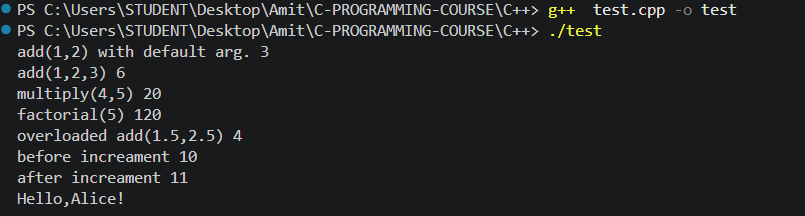 PS C:\Users\STUDENT\Desktop\Amit\C-PROGRAMMING-COURSE\C++> g++  test.cpp -o test
PS C:\Users\STUDENT\Desktop\Amit\C-PROGRAMMING-COURSE\C++> ./test
add(1,2) with default arg. 3
add(1,2,3) 6
multiply(4,5) 20
factorial(5) 120
overloaded add(1.5,2.5) 4
before increament 10
after increament 11
Hello,Alice!